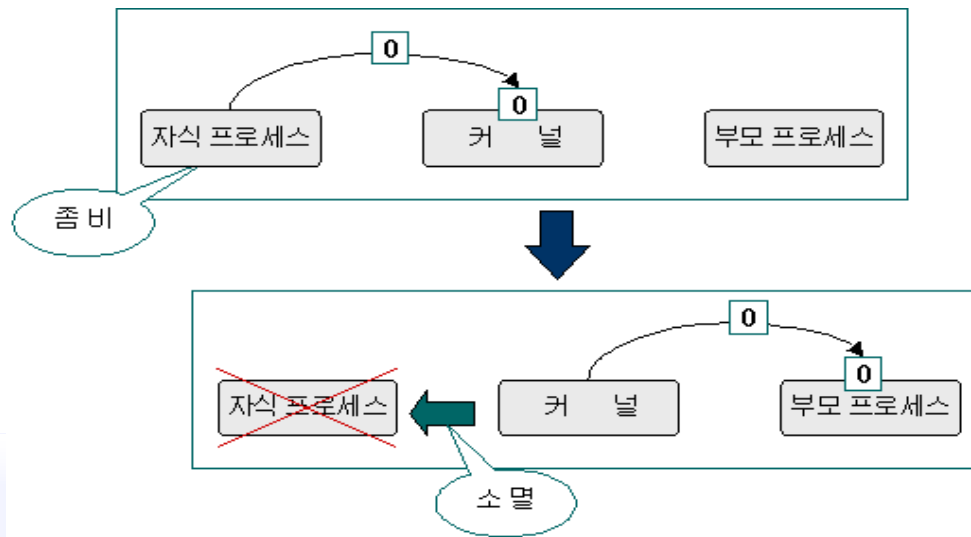 0
0
자식 프로세스
커 널
부모 프로세스
좀 비
0
0
자식 프로세스
커 널
부모 프로세스
소 멸